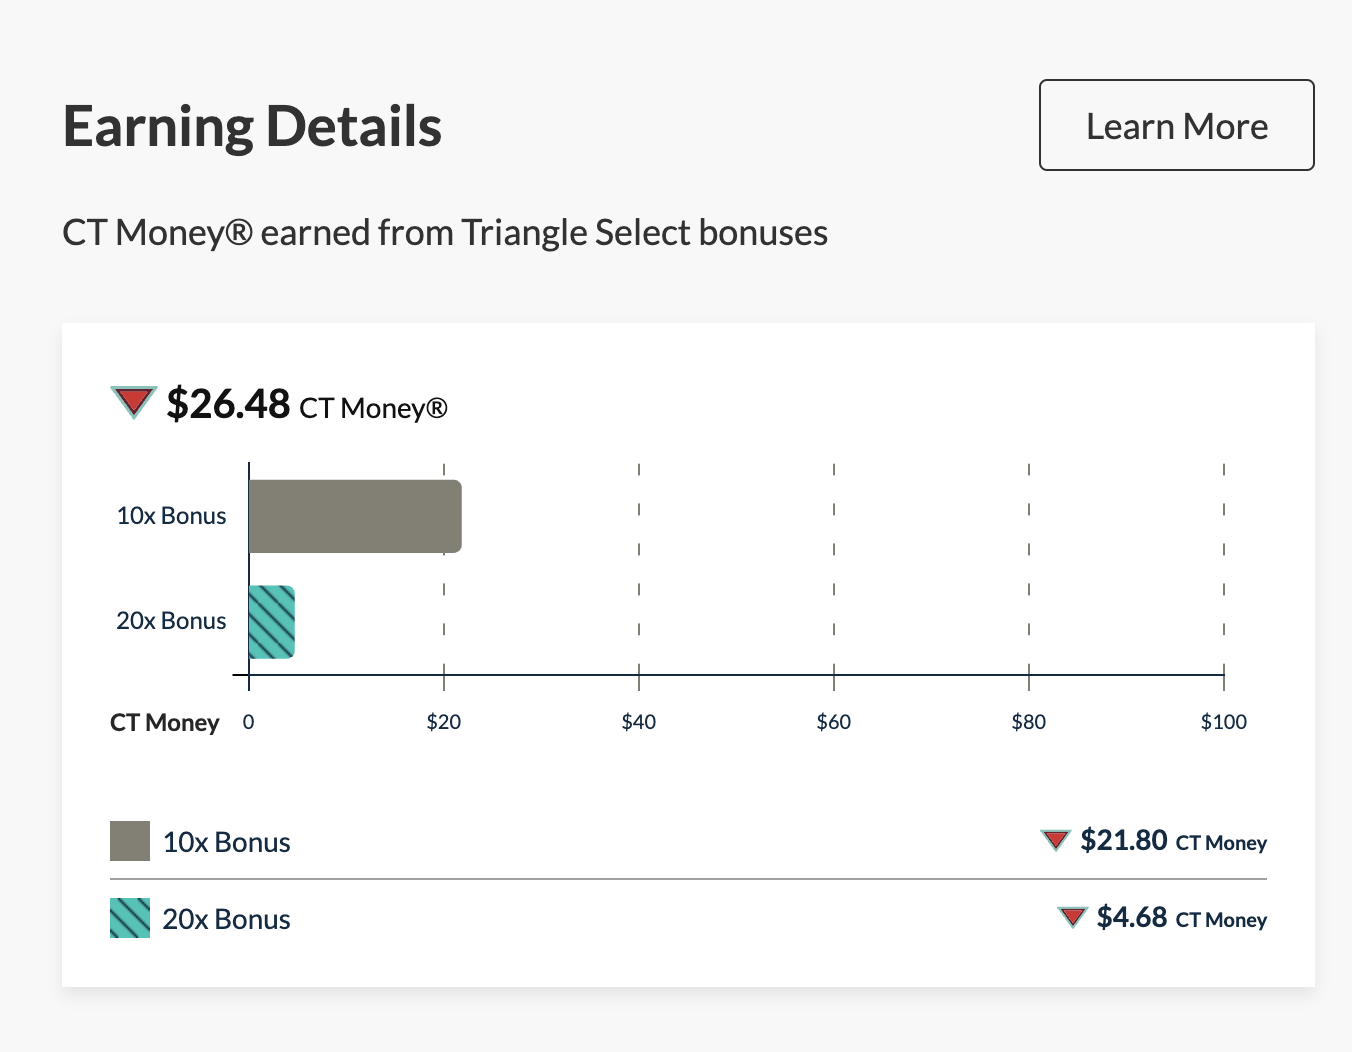 Earning Details
Learn More
CT Money® earned from Triangle Select bonuses
$26.48 CT Money®
10x Bonus
20x Bonus
CT Money 0 $20 $40 $60 $80 $100
10x Bonus $21.80 CT Money
20x Bonus $4.68 CT Money